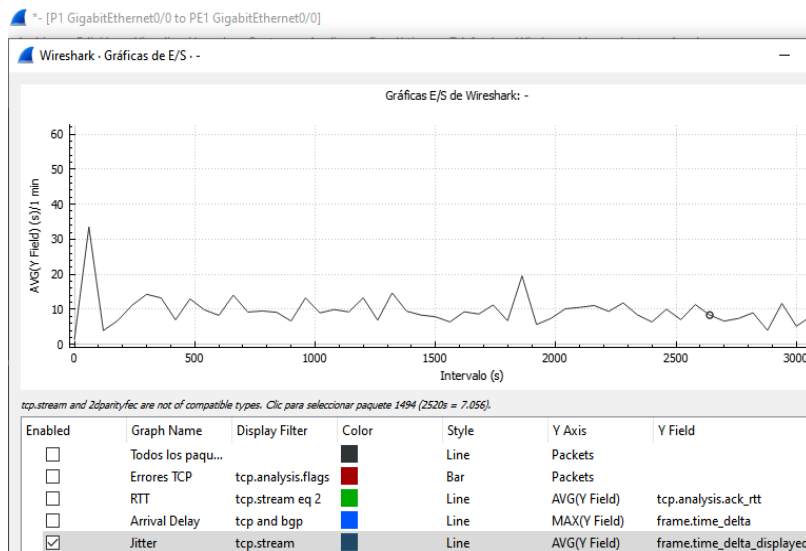 *- [P1 GigabitEthernet0/0 to PE1 GigabitEthernet0/0]
Wireshark · Gráficas de E/S · -
Gráficas E/S de Wireshark: -
AVG(Y Field) (s)/1 min
60
50
40
30
20
10
0
0 500 1000 1500 2000 2500 3000
Intervalo (s)
tcp.stream and 2dparityfec are not of compatible types. Clic para seleccionar paquete 1494 (2520s = 7.056).
Enabled Graph Name Display Filter Color Style Y Axis Y Field
Todos los paqu... Line Packets
Errores TCP tcp.analysis.flags Bar Packets
RTT tcp.stream eq 2 Line AVG(Y Field) tcp.analysis.ack_rtt
Arrival Delay tcp and bgp Line MAX(Y Field) frame.time_delta
Jitter tcp.stream Line AVG(Y Field) frame.time_delta_displayed